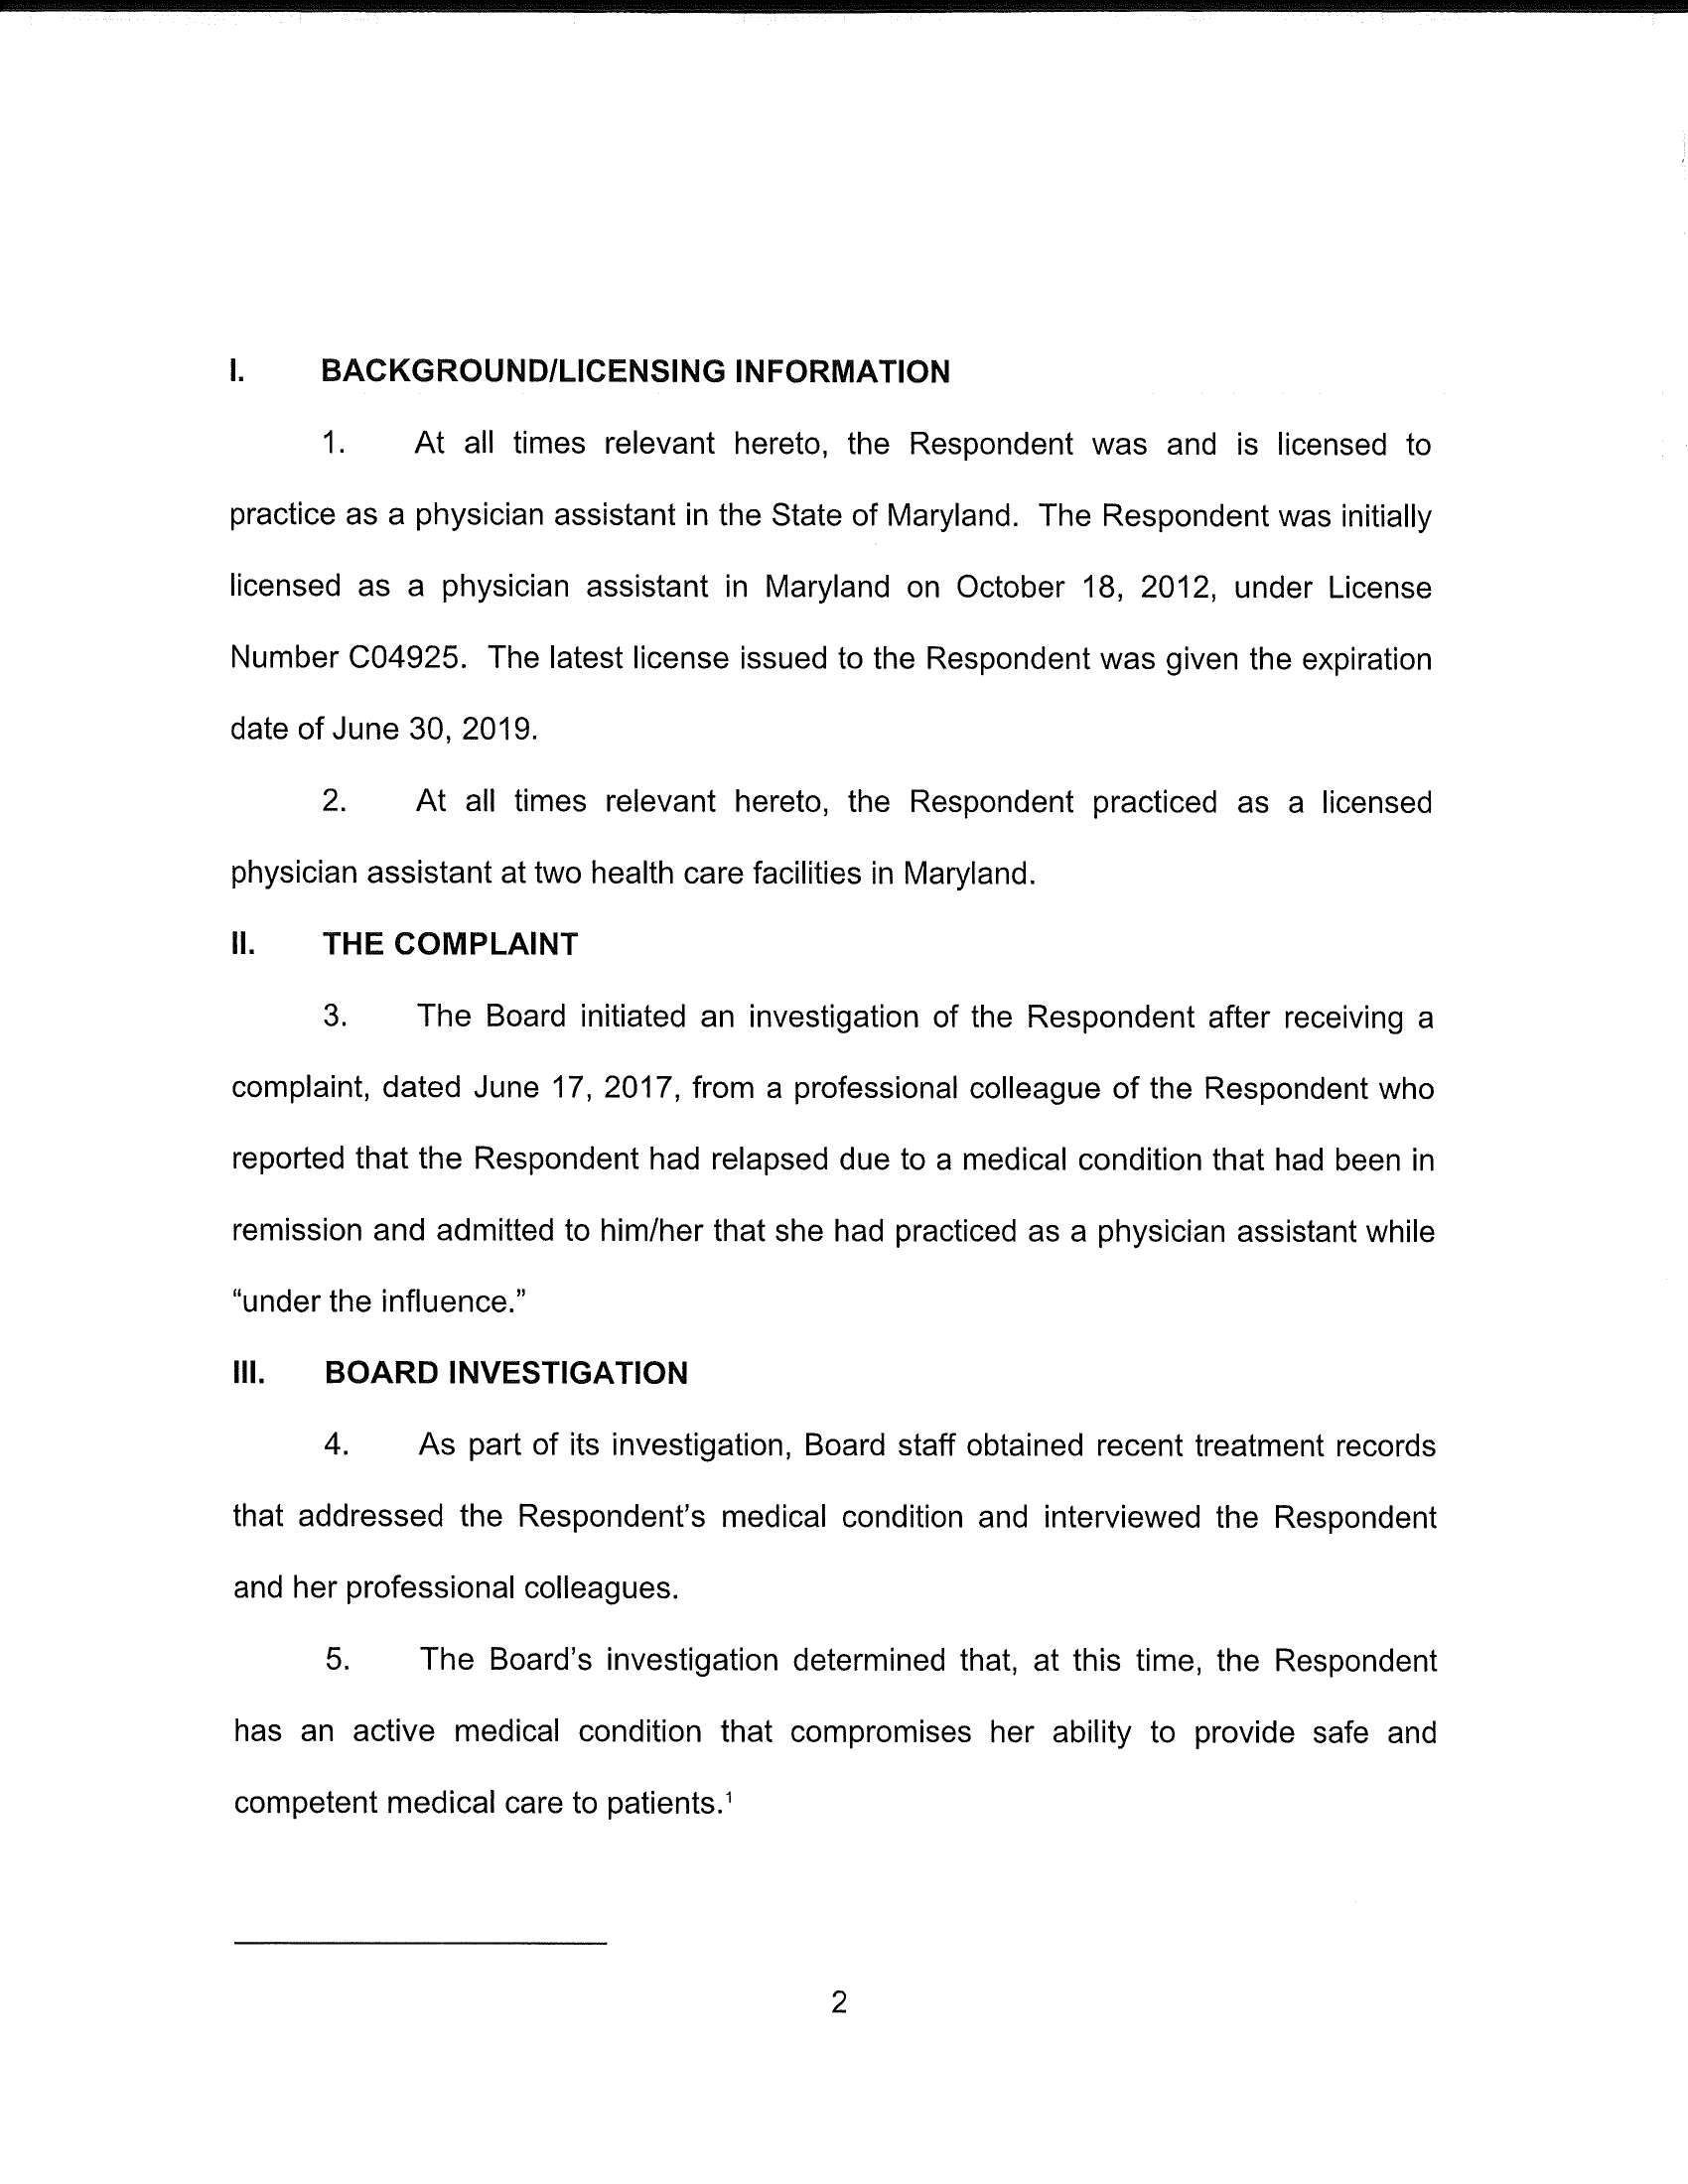 I. BACKGROUND/LICENSING INFORMATION
1. At all times relevant hereto, the Respondent was and is licensed to
practice as a physician assistant in the State of Maryland. The Respondent was initially
licensed as a physician assistant in Maryland on October 18, 2012, under License
Number C04925. The latest license issued to the Respondent was given the expiration
date of June 30, 2019.
2. At all times relevant hereto, the Respondent practiced as a licensed
physician assistant at two health care facilities in Maryland.
II. THE COMPLAINT
3. The Board initiated an investigation of the Respondent after receiving a
complaint, dated June 17, 2017, from a professional colleague of the Respondent who
reported that the Respondent had relapsed due to a medical condition that had been in
remission and admitted to him/her that she had practiced as a physician assistant while
“under the influence.”
III. BOARD INVESTIGATION
4. As part of its investigation, Board staff obtained recent treatment records
that addressed the Respondent’s medical condition and interviewed the Respondent
and her professional colleagues.
5. The Board’s investigation determined that, at this time, the Respondent
has an active medical condition that compromises her ability to provide safe and
competent medical care to patients.¹
2